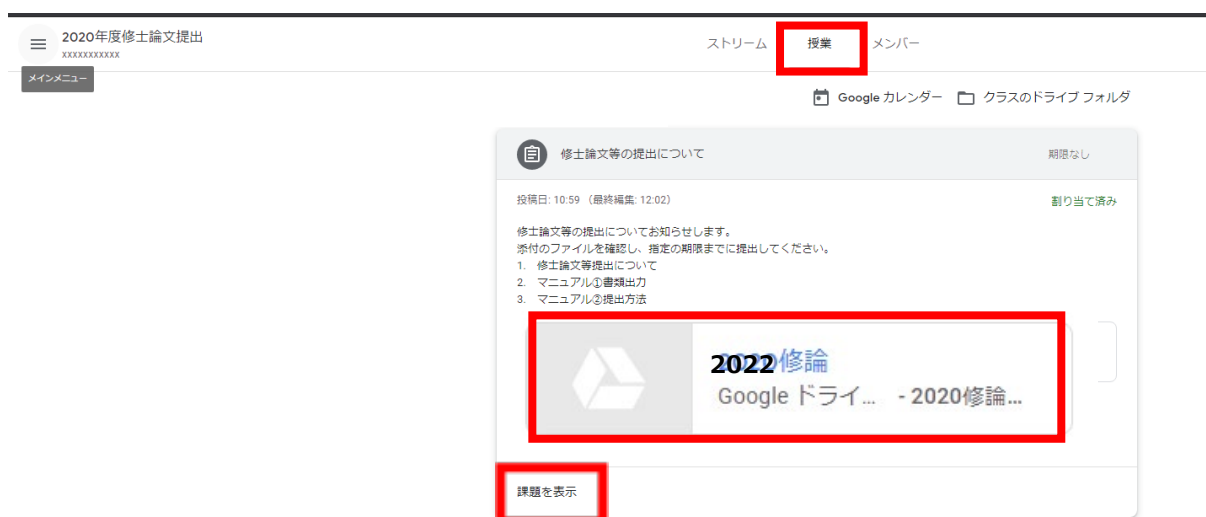 2020年度修士論文提出
xxxxxxxxxxx
メインメニュー
ストリーム 授業 メンバー
Google カレンダー クラスのドライブ フォルダ
修士論文等の提出について 期限なし
投稿日: 10:59 (最終編集: 12:02) 割り当て済み
修士論文等の提出についてお知らせします。
添付のファイルを確認し、指定の期限までに提出してください。
1. 修士論文等提出について
2. マニュアル①書類出力
3. マニュアル②提出方法
2022修論
Google ドライ... - 2020修論...
課題を表示